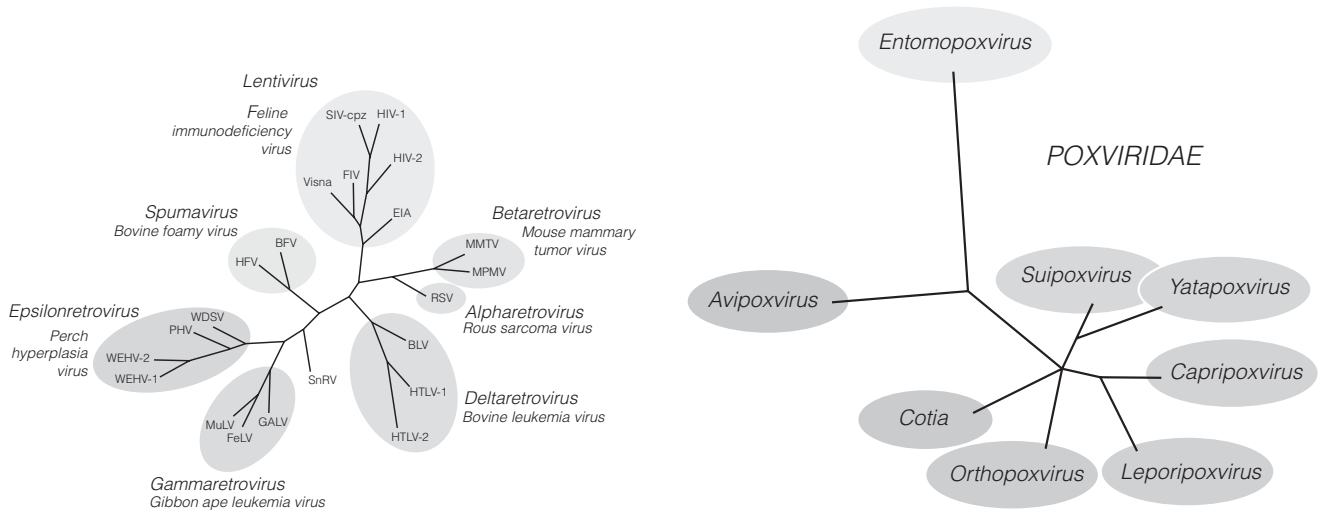 Lentivirus
Feline
immunodeficiency
virus
SIV-cpz
HIV-1
HIV-2
FIV
Visna
EIA
Spumavirus
Bovine foamy virus
BFV
HFV
Betaretrovirus
Mouse mammary
tumor virus
MMTV
MPMV
RSV
Alpharetrovirus
Rous sarcoma virus
Epsilonretrovirus
Perch
hyperplasia
virus
WDSV
PHV
WEHV-2
WEHV-1
SnRV
BLV
HTLV-1
HTLV-2
Deltaretrovirus
Bovine leukemia virus
MuLV
FeLV
GALV
Gammaretrovirus
Gibbon ape leukemia virus
Entomopoxvirus
POXVIRIDAE
Avipoxvirus
Suipoxvirus
Yatapoxvirus
Capripoxvirus
Cotia
Orthopoxvirus
Leporipoxvirus